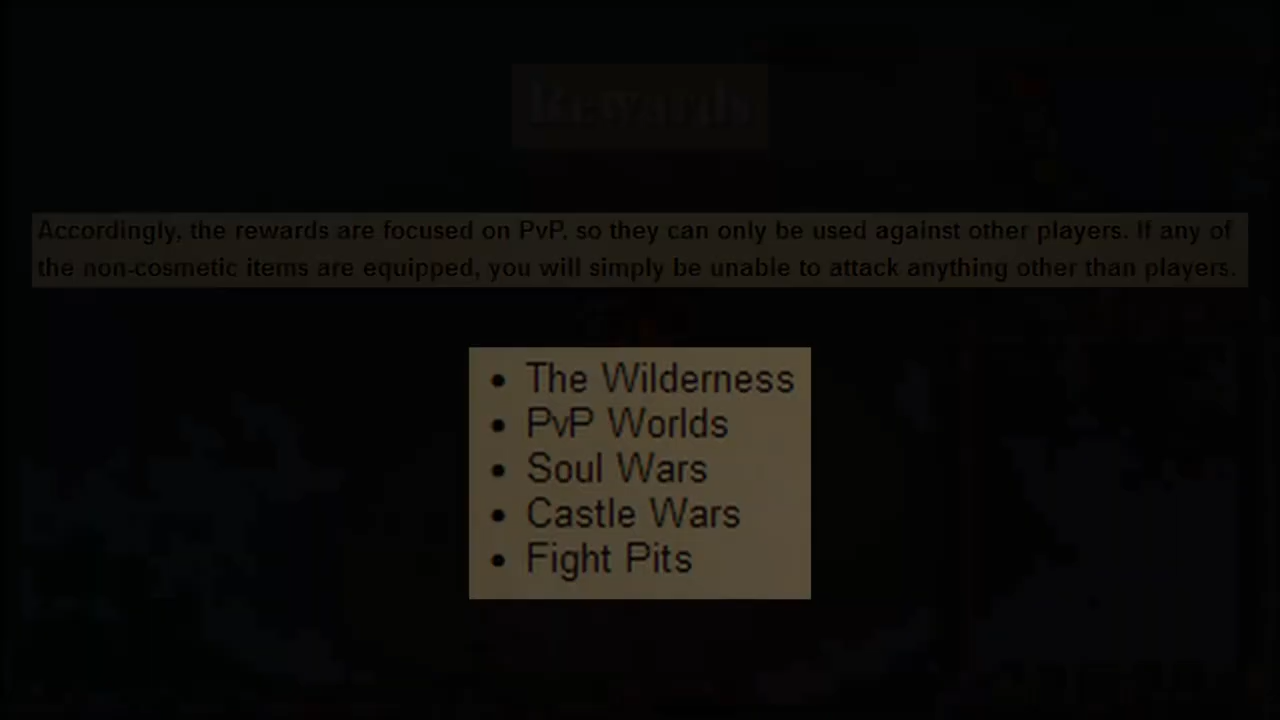 Rewards
Accordingly, the rewards are focused on PvP, so they can only be used against other players. If any of
the non-cosmetic items are equipped, you will simply be unable to attack anything other than players.
• The Wilderness
• PvP Worlds
• Soul Wars
• Castle Wars
• Fight Pits